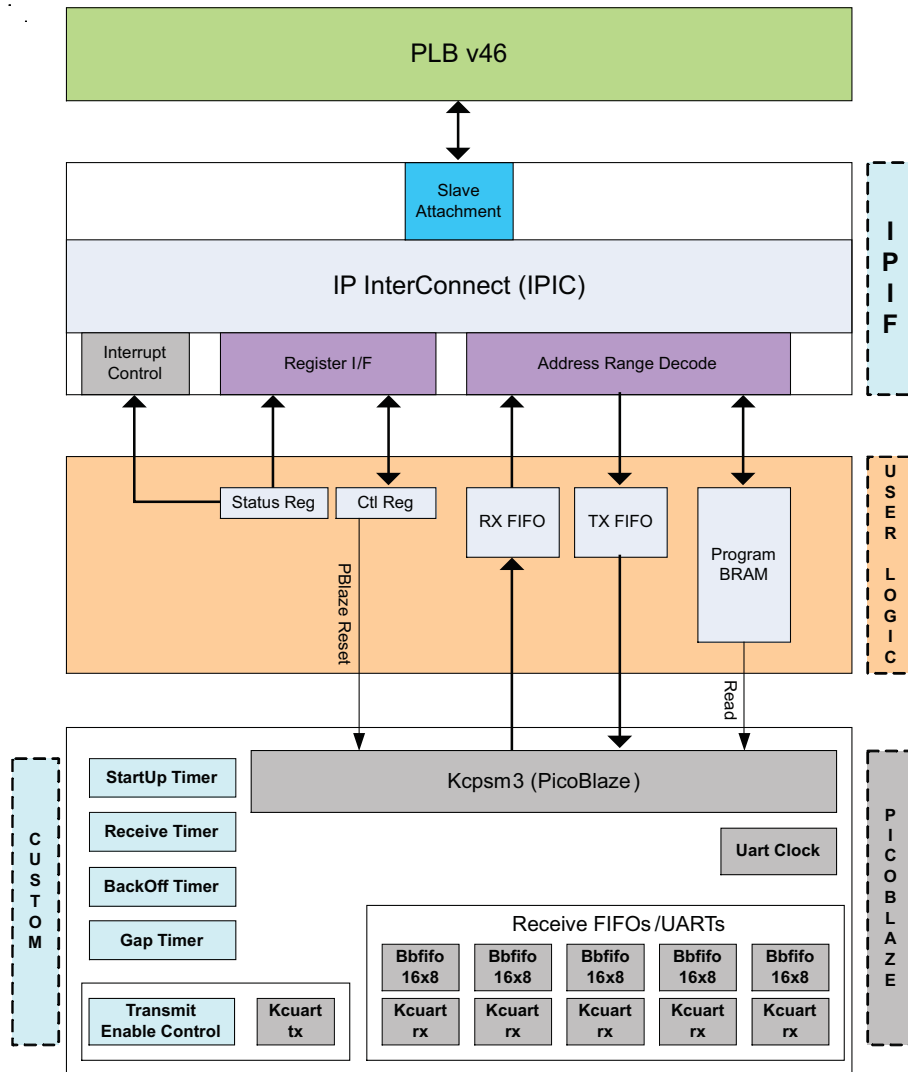 PLB v46
Slave
Attachment
I
P
I
F
IP InterConnect (IPIC)
Interrupt
Control
Register I/F
Address Range Decode
Status Reg
Ctl Reg
RX FIFO
TX FIFO
Program
BRAM
U
S
E
R
L
O
G
I
C
PBlaze Reset
Read
Kcpsm3 (PicoBlaze)
StartUp Timer
Receive Timer
BackOff Timer
Gap Timer
C
U
S
T
O
M
P
I
C
O
B
L
A
Z
E
Uart Clock
Receive FIFOs /UARTs
Bbfifo
16x8
Bbfifo
16x8
Bbfifo
16x8
Bbfifo
16x8
Bbfifo
16x8
Kcuart
rx
Kcuart
rx
Kcuart
rx
Kcuart
rx
Kcuart
rx
Transmit
Enable Control
Kcuart
tx